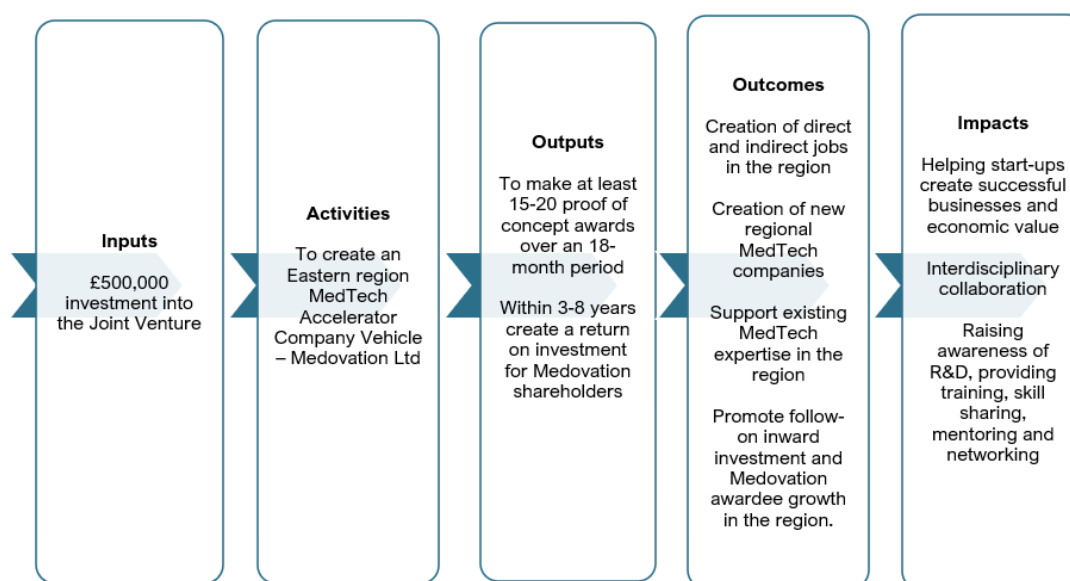 Inputs
£500,000
investment into
the Joint Venture
Activities
To create an
Eastern region
MedTech
Accelerator
Company Vehicle
– Medovation Ltd
Outputs
To make at least
15-20 proof of
concept awards
over an 18-
month period
Within 3-8 years
create a return
on investment
for Medovation
shareholders
Outcomes
Creation of direct
and indirect jobs
in the region
Creation of new
regional
MedTech
companies
Support existing
MedTech
expertise in the
region
Promote follow-
on inward
investment and
Medovation
awardee growth
in the region.
Impacts
Helping start-ups
create successful
businesses and
economic value
Interdisciplinary
collaboration
Raising
awareness of
R&D, providing
training, skill
sharing,
mentoring and
networking